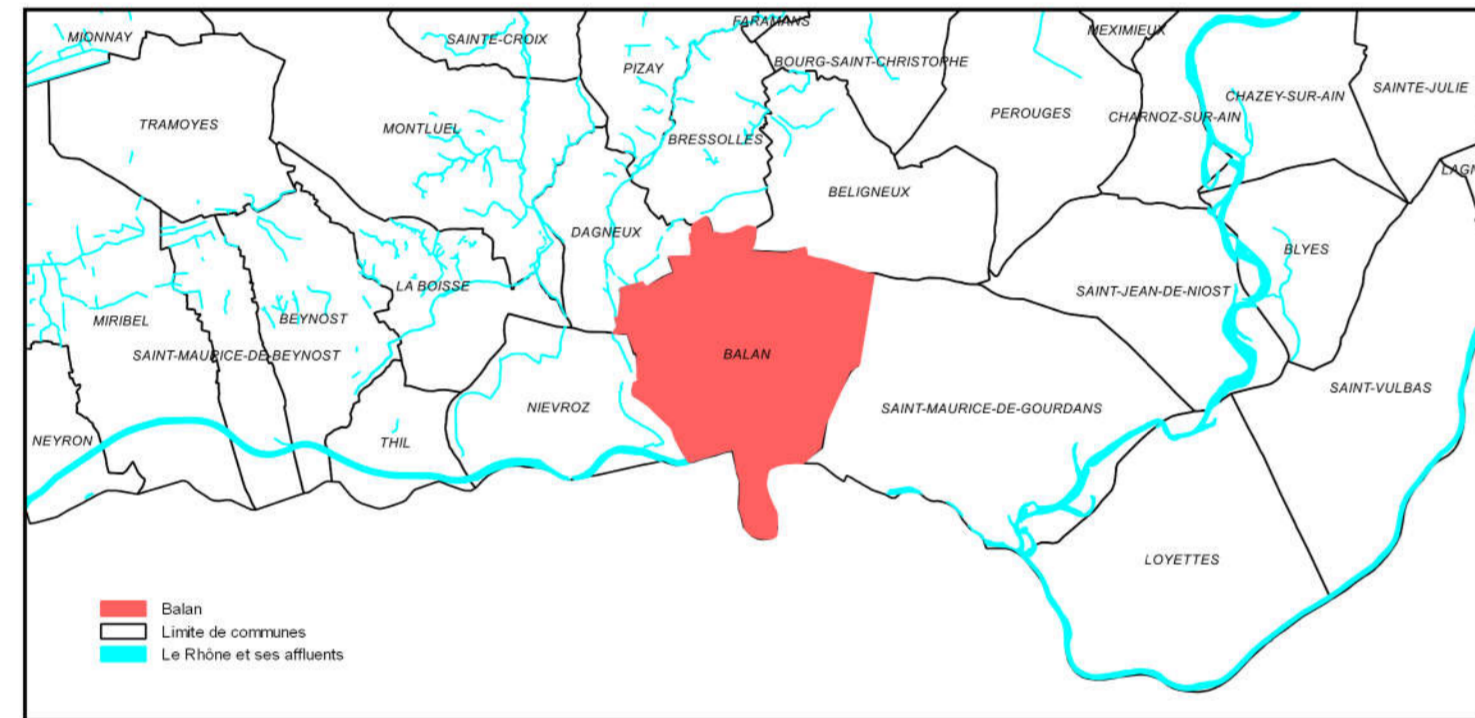 MIONNAY
SAINTE-CROIX
FARAMANS
MEXIMIEUX
PIZAY
BOURG-SAINT-CHRISTOPHE
SAINTE-JULIE
CHAZEY-SUR-AIN
TRAMOYES
MONTLUEL
BRESSOLLES
PEROUGES
CHARNOZ-SUR-AIN
LAGN
BELIGNEUX
DAGNEUX
BLYES
LA BOISSE
SAINT-JEAN-DE-NIOST
MIRIBEL
BEYNOST
SAINT-MAURICE-DE-BEYNOST
BALAN
SAINT-VULBAS
NIEVROZ
SAINT-MAURICE-DE-GOURDANS
NEYRON
THIL
LOYETTES
Balan
Limite de communes
Le Rhône et ses affluents